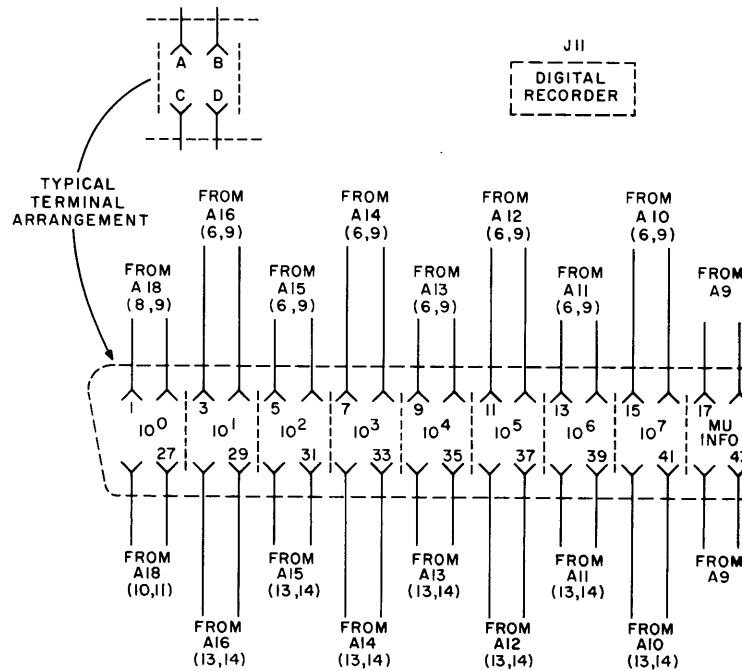 A B
C D
J11
DIGITAL
RECORDER
TYPICAL
TERMINAL
ARRANGEMENT
FROM
A16
(6,9)
FROM
A14
(6,9)
FROM
A12
(6,9)
FROM
A10
(6,9)
FROM
A18
(8,9)
FROM
A15
(6,9)
FROM
A13
(6,9)
FROM
A11
(6,9)
FROM
A9
1 3 5 7 9 11 13 15 17
10⁰ 10¹ 10² 10³ 10⁴ 10⁵ 10⁶ 10⁷ MU
INFO
27 29 31 33 35 37 39 41
FROM
A18
(10,11)
FROM
A15
(13,14)
FROM
A13
(13,14)
FROM
A11
(13,14)
FROM
A9
FROM
A16
(13,14)
FROM
A14
(13,14)
FROM
A12
(13,14)
FROM
A10
(13,14)